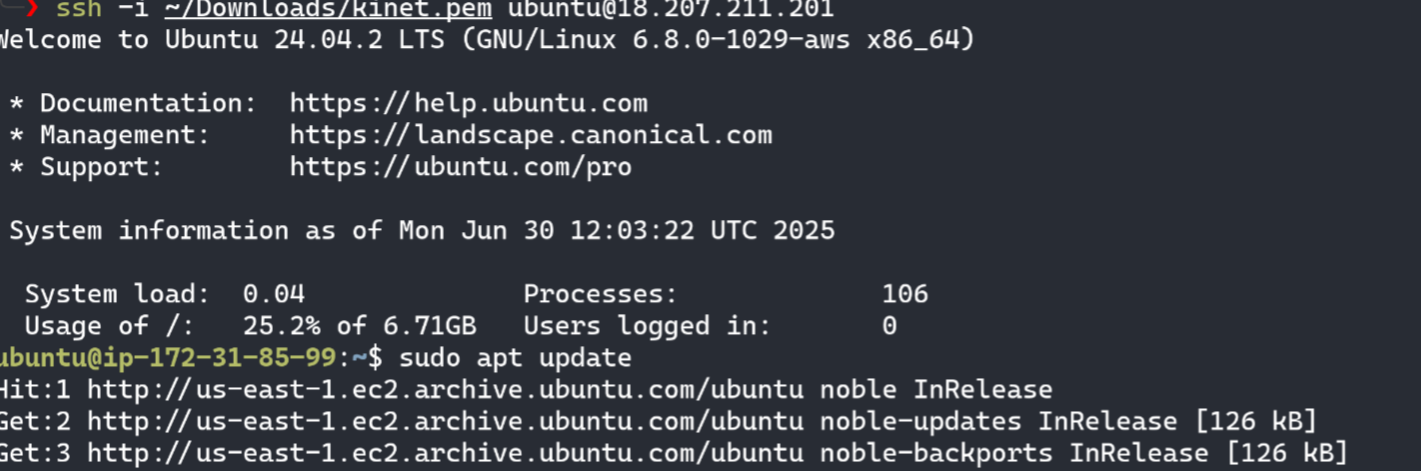 ❯ ssh -i ~/Downloads/kinet.pem ubuntu@18.207.211.201
Welcome to Ubuntu 24.04.2 LTS (GNU/Linux 6.8.0-1029-aws x86_64)
* Documentation: https://help.ubuntu.com
* Management: https://landscape.canonical.com
* Support: https://ubuntu.com/pro
System information as of Mon Jun 30 12:03:22 UTC 2025
System load: 0.04 Processes: 106
Usage of /: 25.2% of 6.71GB Users logged in: 0
ubuntu@ip-172-31-85-99:~$ sudo apt update
Hit:1 http://us-east-1.ec2.archive.ubuntu.com/ubuntu noble InRelease
Get:2 http://us-east-1.ec2.archive.ubuntu.com/ubuntu noble-updates InRelease [126 kB]
Get:3 http://us-east-1.ec2.archive.ubuntu.com/ubuntu noble-backports InRelease [126 kB]